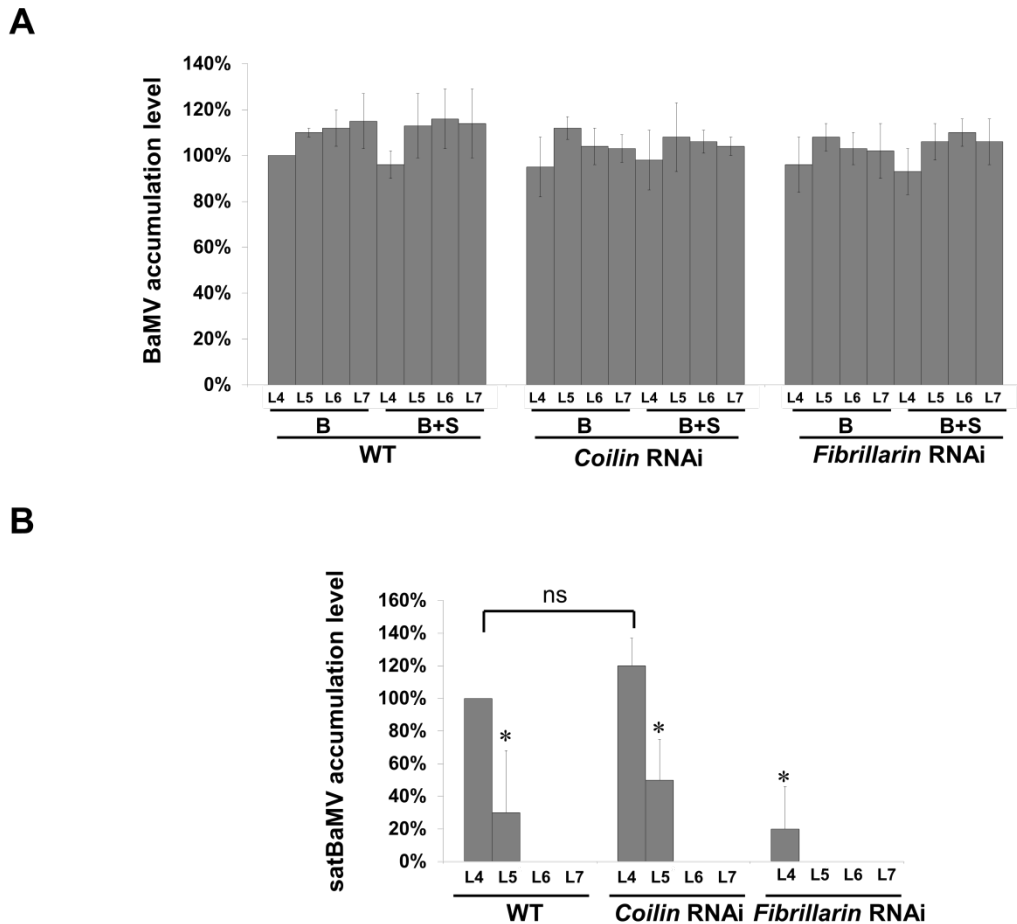 A
BaMV accumulation level
140%
120%
100%
80%
60%
40%
20%
0%
L4 L5 L6 L7 L4 L5 L6 L7 L4 L5 L6 L7 L4 L5 L6 L7 L4 L5 L6 L7 L4 L5 L6 L7
B B+S B B+S B B+S
WT Coilin RNAi Fibrillarin RNAi
B
satBaMV accumulation level
160%
140%
120%
100%
80%
60%
40%
20%
0%
ns
* * *
L4 L5 L6 L7 L4 L5 L6 L7 L4 L5 L6 L7
WT Coilin RNAi Fibrillarin RNAi